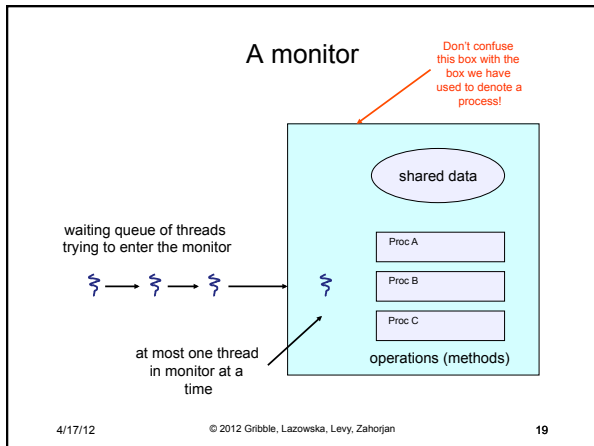 A monitor
Don't confuse
this box with the
box we have
used to denote a
process!
shared data
waiting queue of threads
trying to enter the monitor
Proc A
Proc B
Proc C
at most one thread
in monitor at a
time
operations (methods)
4/17/12
© 2012 Gribble, Lazowska, Levy, Zahorjan
19